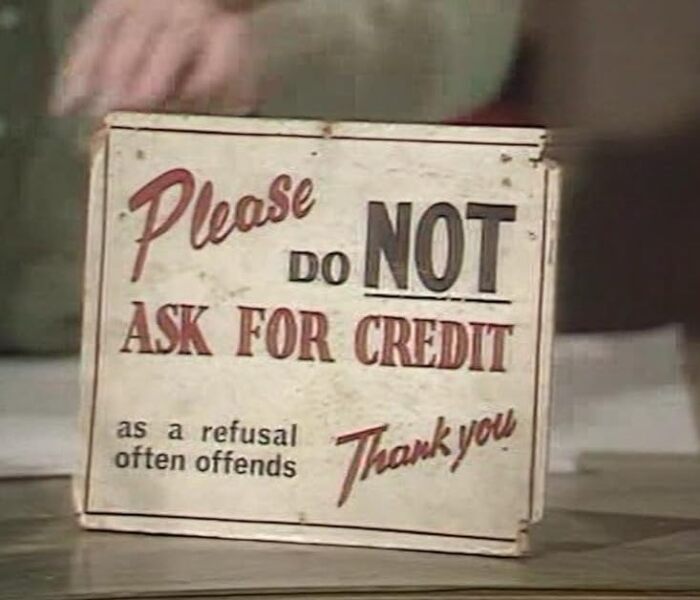 Please
DO NOT
ASK FOR CREDIT
as a refusal
often offends
Thank you